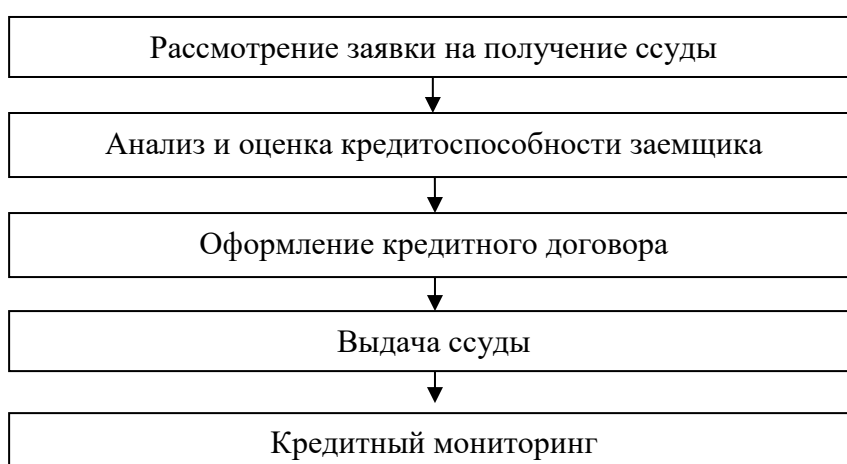 Рассмотрение заявки на получение ссуды
Анализ и оценка кредитоспособности заемщика
Оформление кредитного договора
Выдача ссуды
Кредитный мониторинг